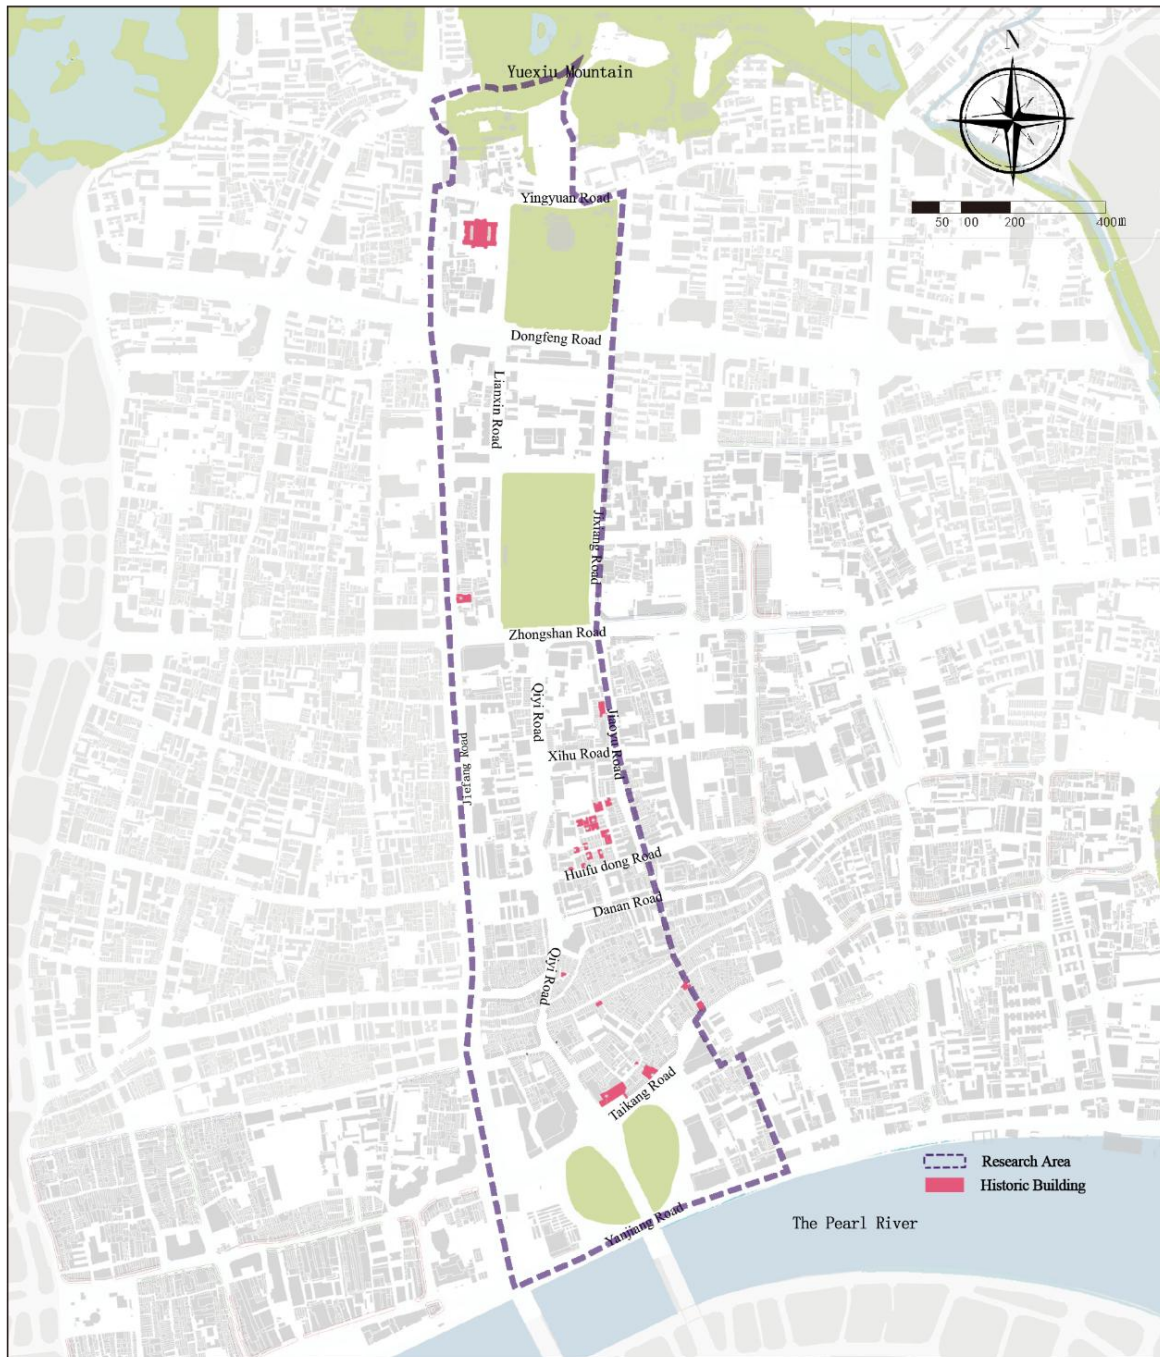 N
Yuexiu Mountain
Yingyuan Road
50 00 200 400m
Dongfeng Road
Lianxin Road
Jixiang Road
Zhongshan Road
Qiyi Road
Jiaoyu Road
Xihu Road
Jiefang Road
Huifu dong Road
Danan Road
Qiyi Road
Taikang Road
Research Area
Historic Building
The Pearl River
Yanjiang Road